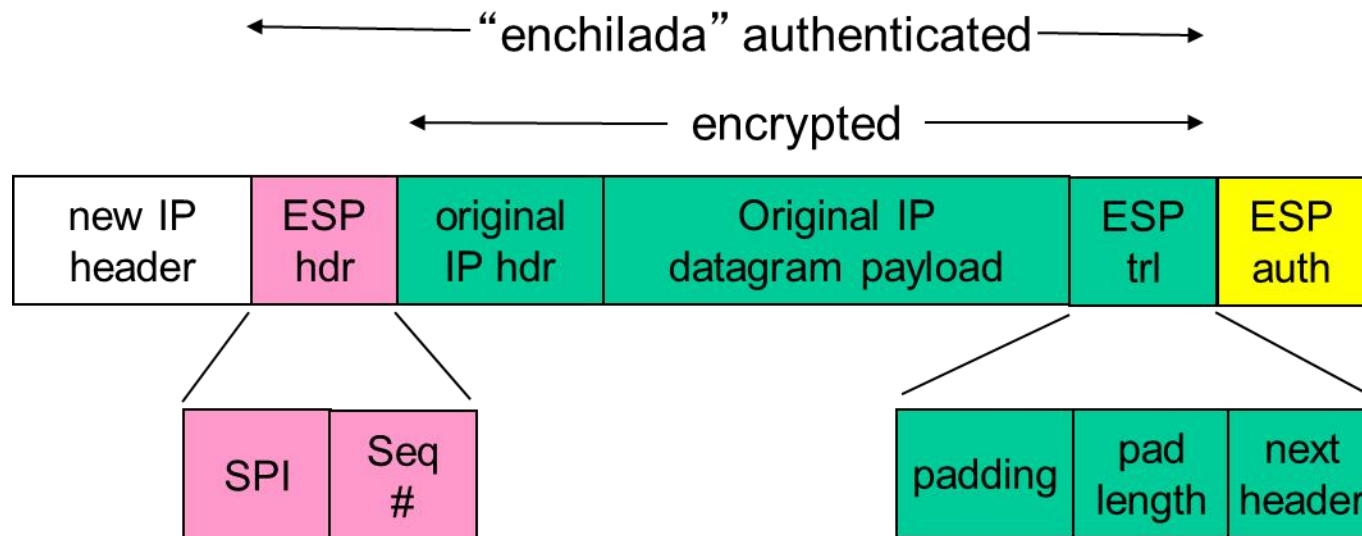 “enchilada” authenticated
encrypted
new IP
header
ESP
hdr
original
IP hdr
Original IP
datagram payload
ESP
trl
ESP
auth
SPI
Seq
#
padding
pad
length
next
header